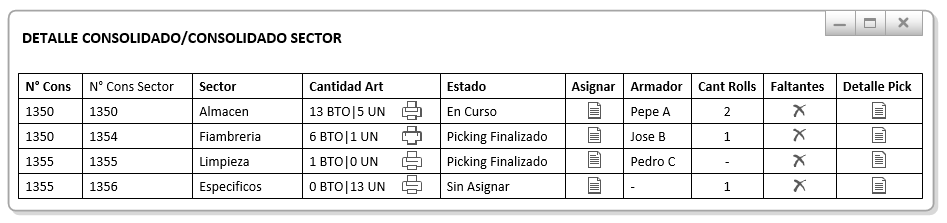 DETALLE CONSOLIDADO/CONSOLIDADO SECTOR
N° Cons N° Cons Sector Sector Cantidad Art Estado Asignar Armador Cant Rolls Faltantes Detalle Pick
1350 1350 Almacen 13 BTO|5 UN En Curso Pepe A 2
1350 1354 Fiambreria 6 BTO|1 UN Picking Finalizado Jose B 1
1355 1355 Limpieza 1 BTO|0 UN Picking Finalizado Pedro C -
1355 1356 Especificos 0 BTO|13 UN Sin Asignar - 1